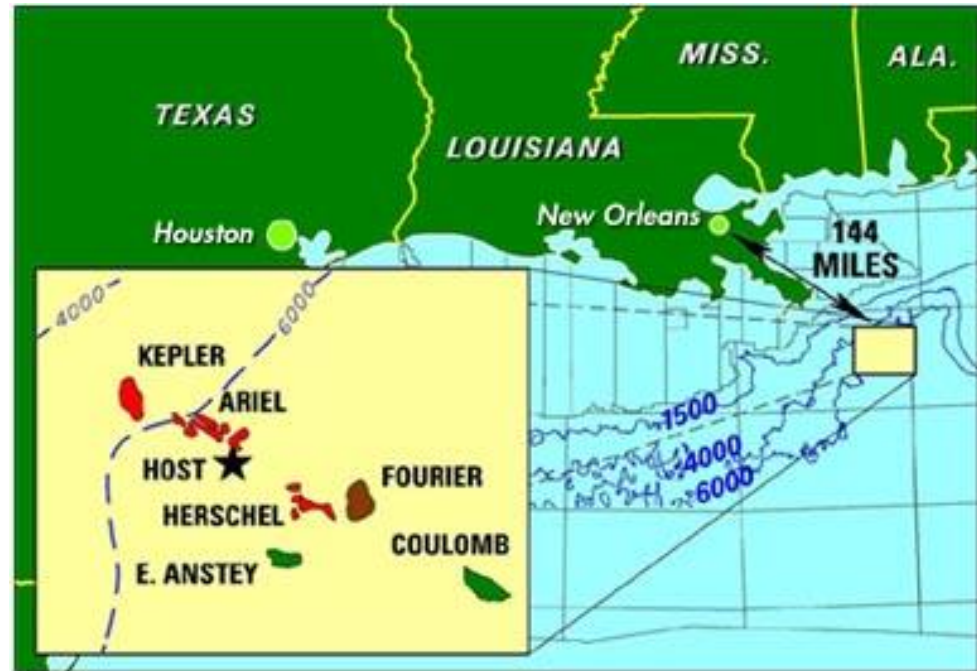 MISS.
ALA.
TEXAS
LOUISIANA
New Orleans
Houston
144
MILES
4000
6000
KEPLER
ARIEL
HOST
FOURIER
HERSCHEL
COULOMB
E. ANSTEY
1500
4000
6000